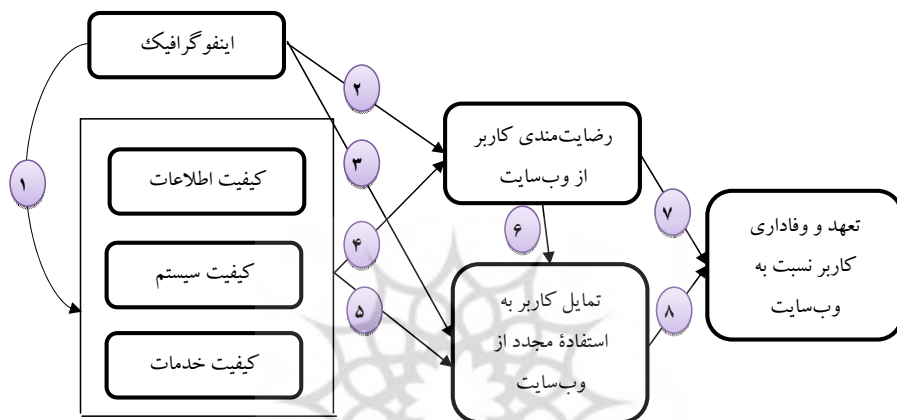 اینفوگرافیک
۱
۲
۳
۴
۵
۶
۷
۸
کیفیت اطلاعات
کیفیت سیستم
کیفیت خدمات
رضایت‌مندی کاربر
از وب‌سایت
تمایل کاربر به
استفادۀ مجدد از
وب‌سایت
تعهد و وفاداری
کاربر نسبت به
وب‌سایت